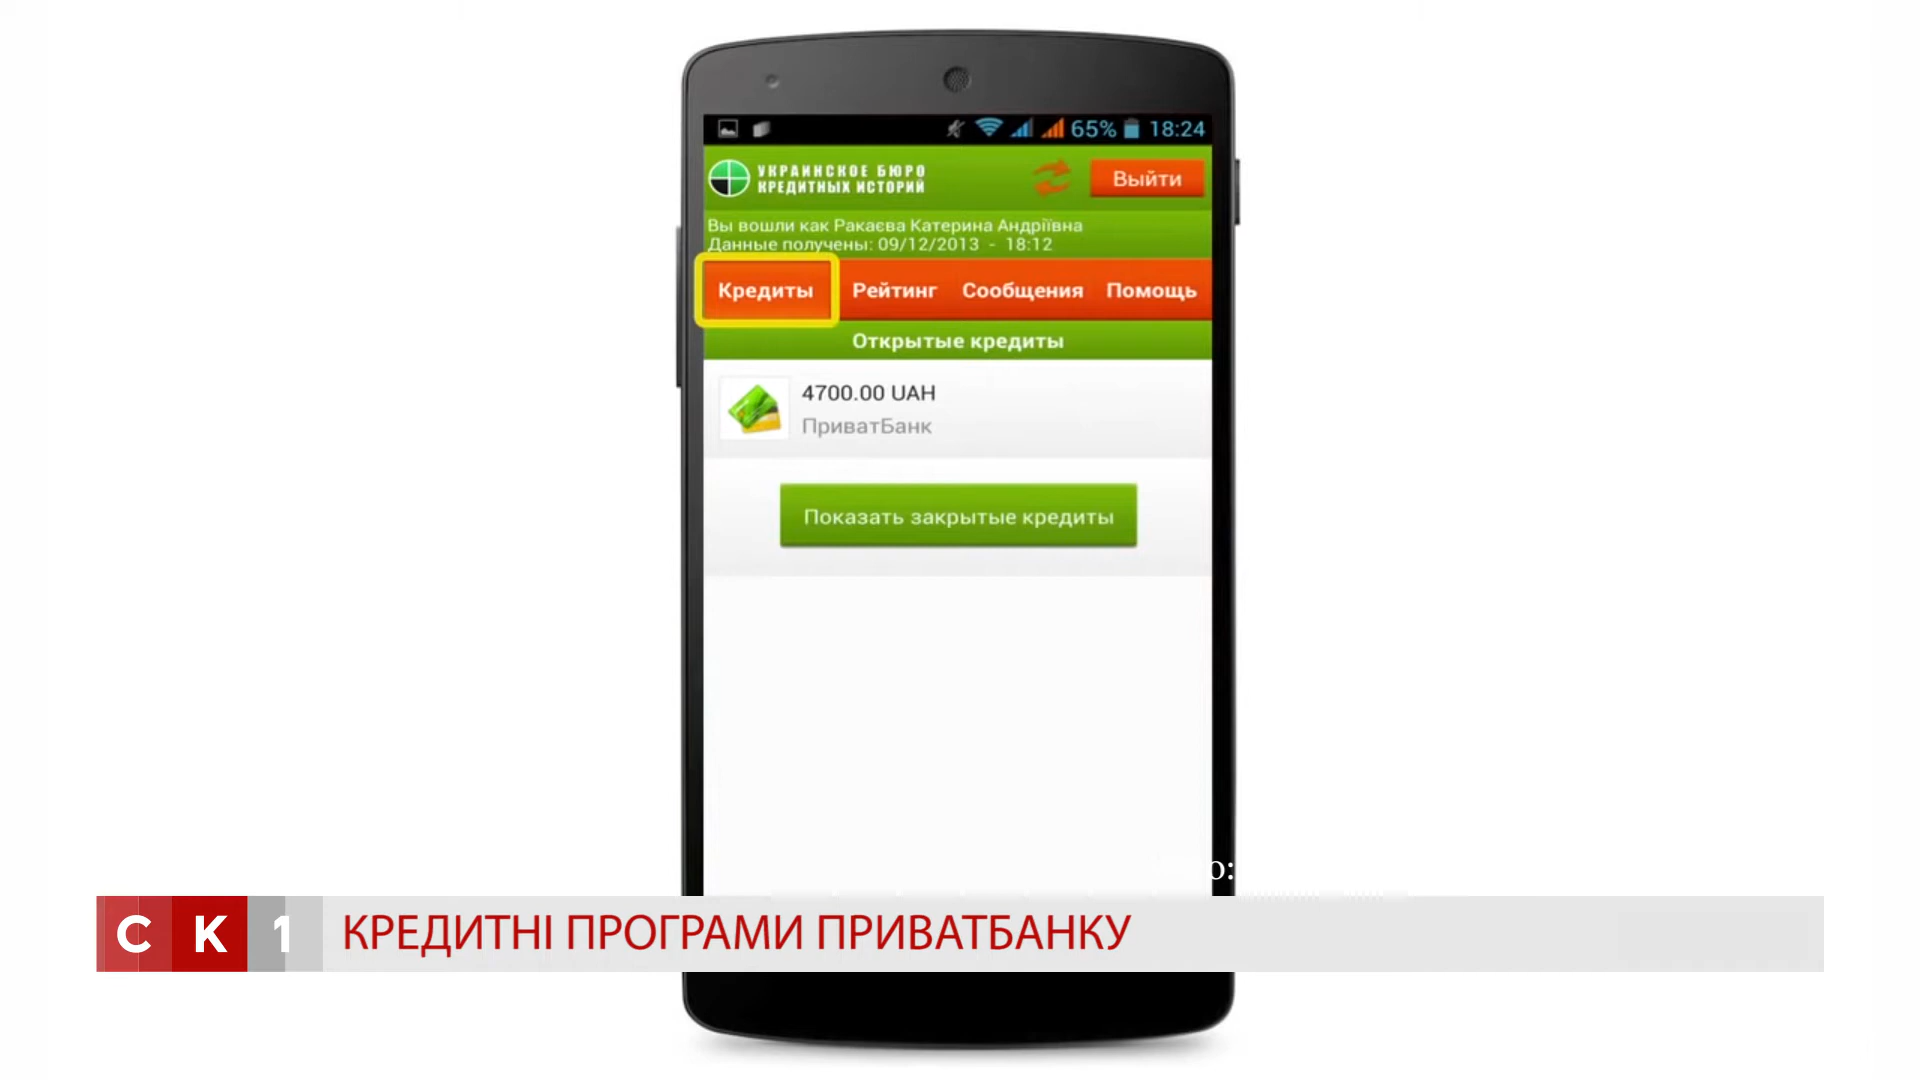 65% 18:24
УКРАИНСКОЕ БЮРО
КРЕДИТНЫХ ИСТОРИЙ
Выйти
Вы вошли как Ракаєва Катерина Андріївна
Данные получены: 09/12/2013 - 18:12
Кредиты Рейтинг Сообщения Помощь
Открытые кредиты
4700.00 UAH
ПриватБанк
Показать закрытые кредиты
о:
СК1 КРЕДИТНІ ПРОГРАМИ ПРИВАТБАНКУ